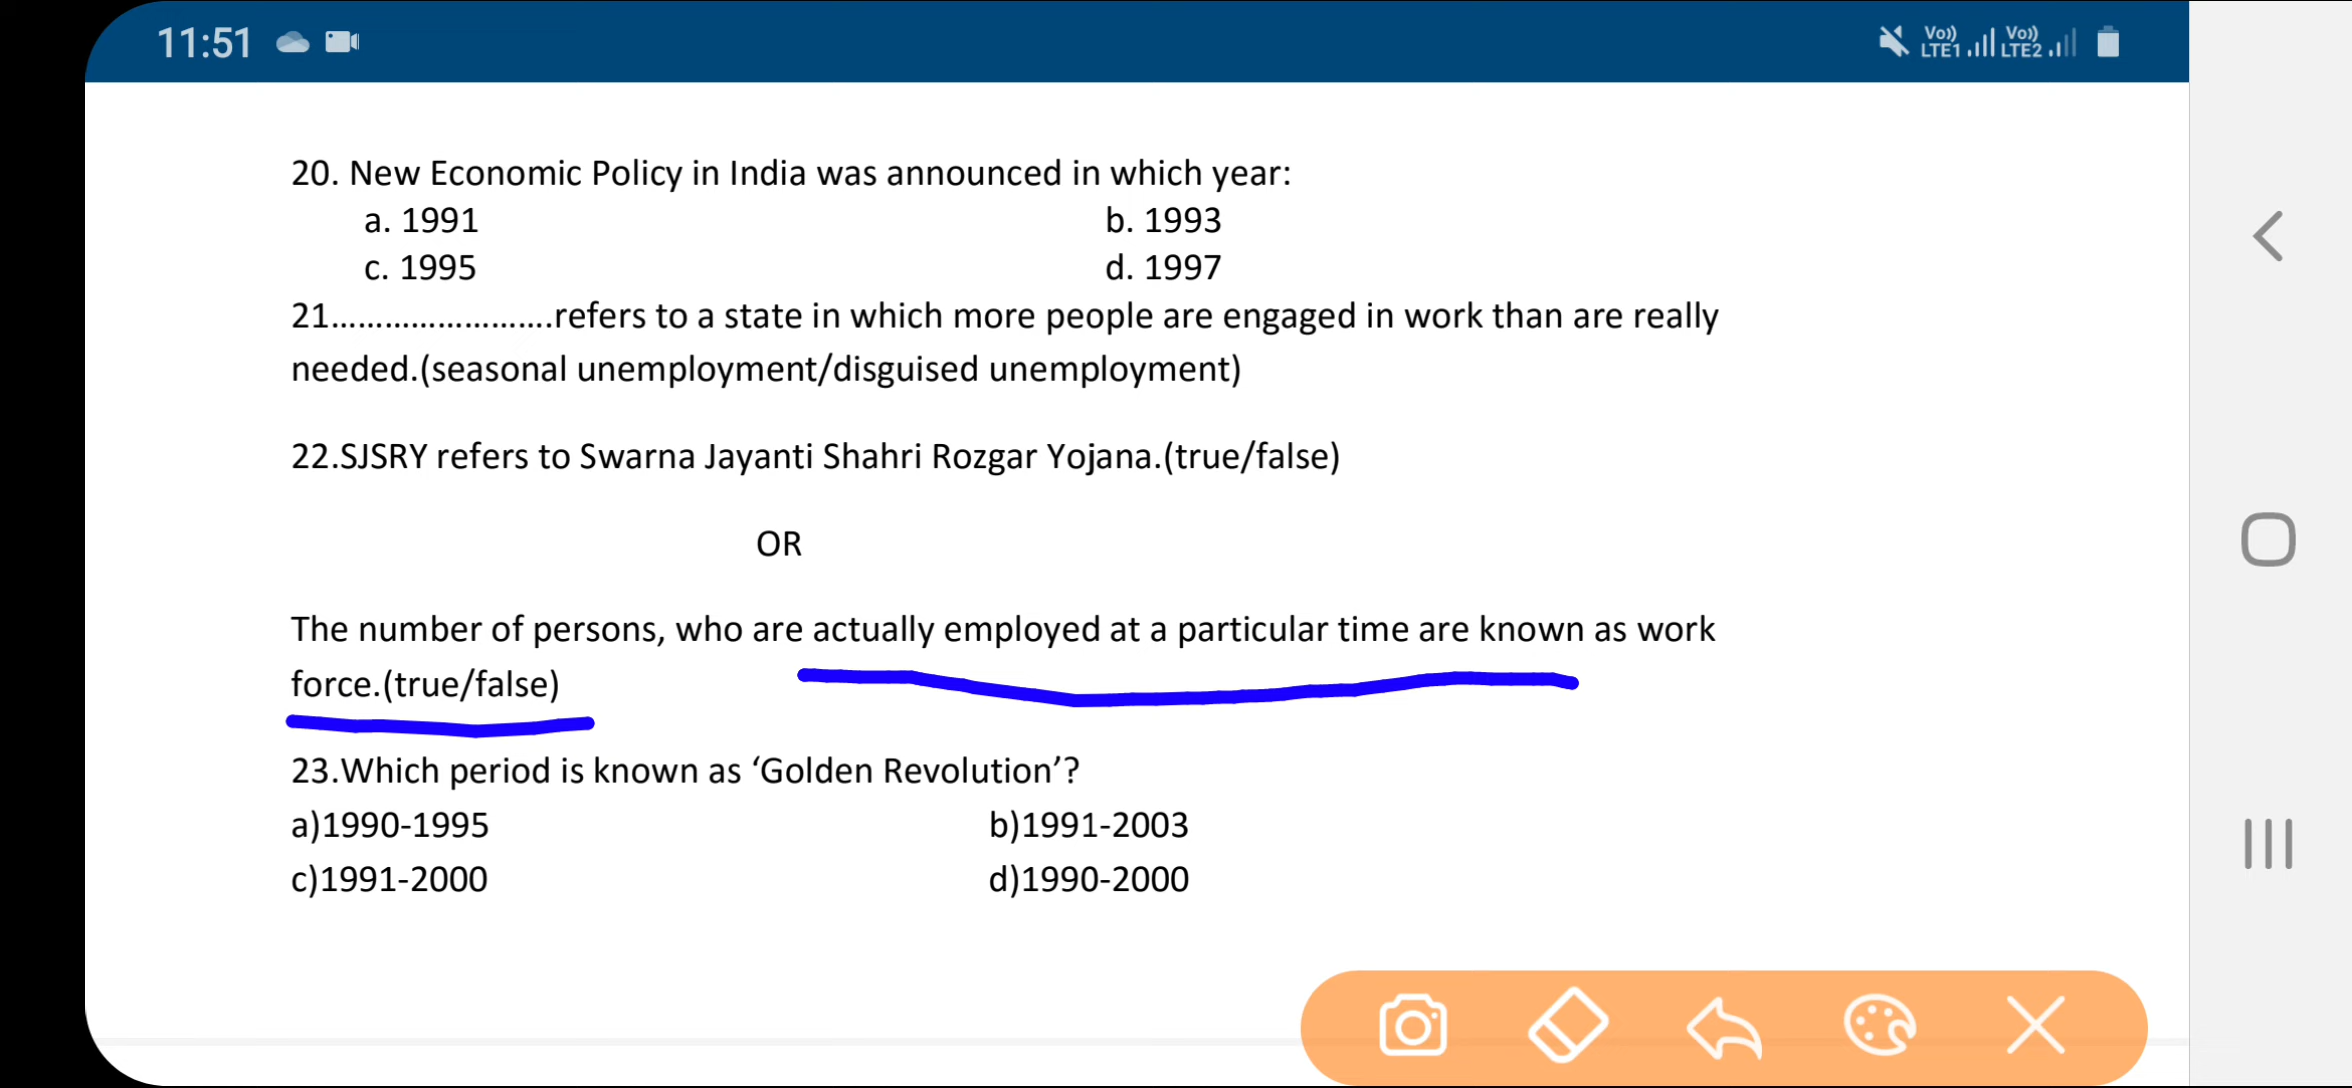 11:51
Vo)) LTE1 Vo)) LTE2
20. New Economic Policy in India was announced in which year:
a. 1991 b. 1993
c. 1995 d. 1997
21.........................refers to a state in which more people are engaged in work than are really
needed.(seasonal unemployment/disguised unemployment)
22.SJSRY refers to Swarna Jayanti Shahri Rozgar Yojana.(true/false)
OR
The number of persons, who are actually employed at a particular time are known as work
force.(true/false)
23.Which period is known as ‘Golden Revolution’?
a)1990-1995 b)1991-2003
c)1991-2000 d)1990-2000